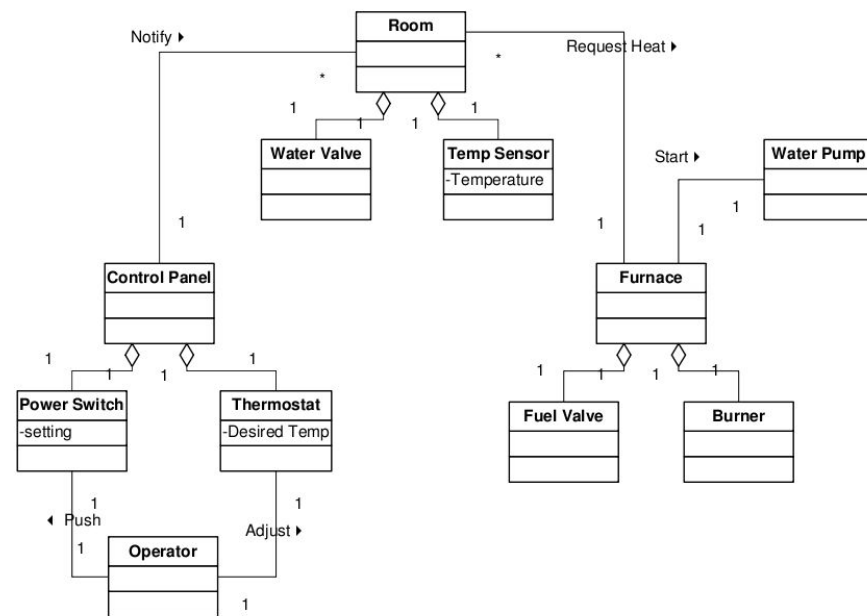 Room
Notify
Request Heat
*
*
1
1
1
1
Water Valve
Temp Sensor
-Temperature
Start
Water Pump
1
1
1
1
Control Panel
Furnace
1
1
1
1
1
1
1
1
Power Switch
-setting
Thermostat
-Desired Temp
Fuel Valve
Burner
1
1
Push
Adjust
1
Operator
1